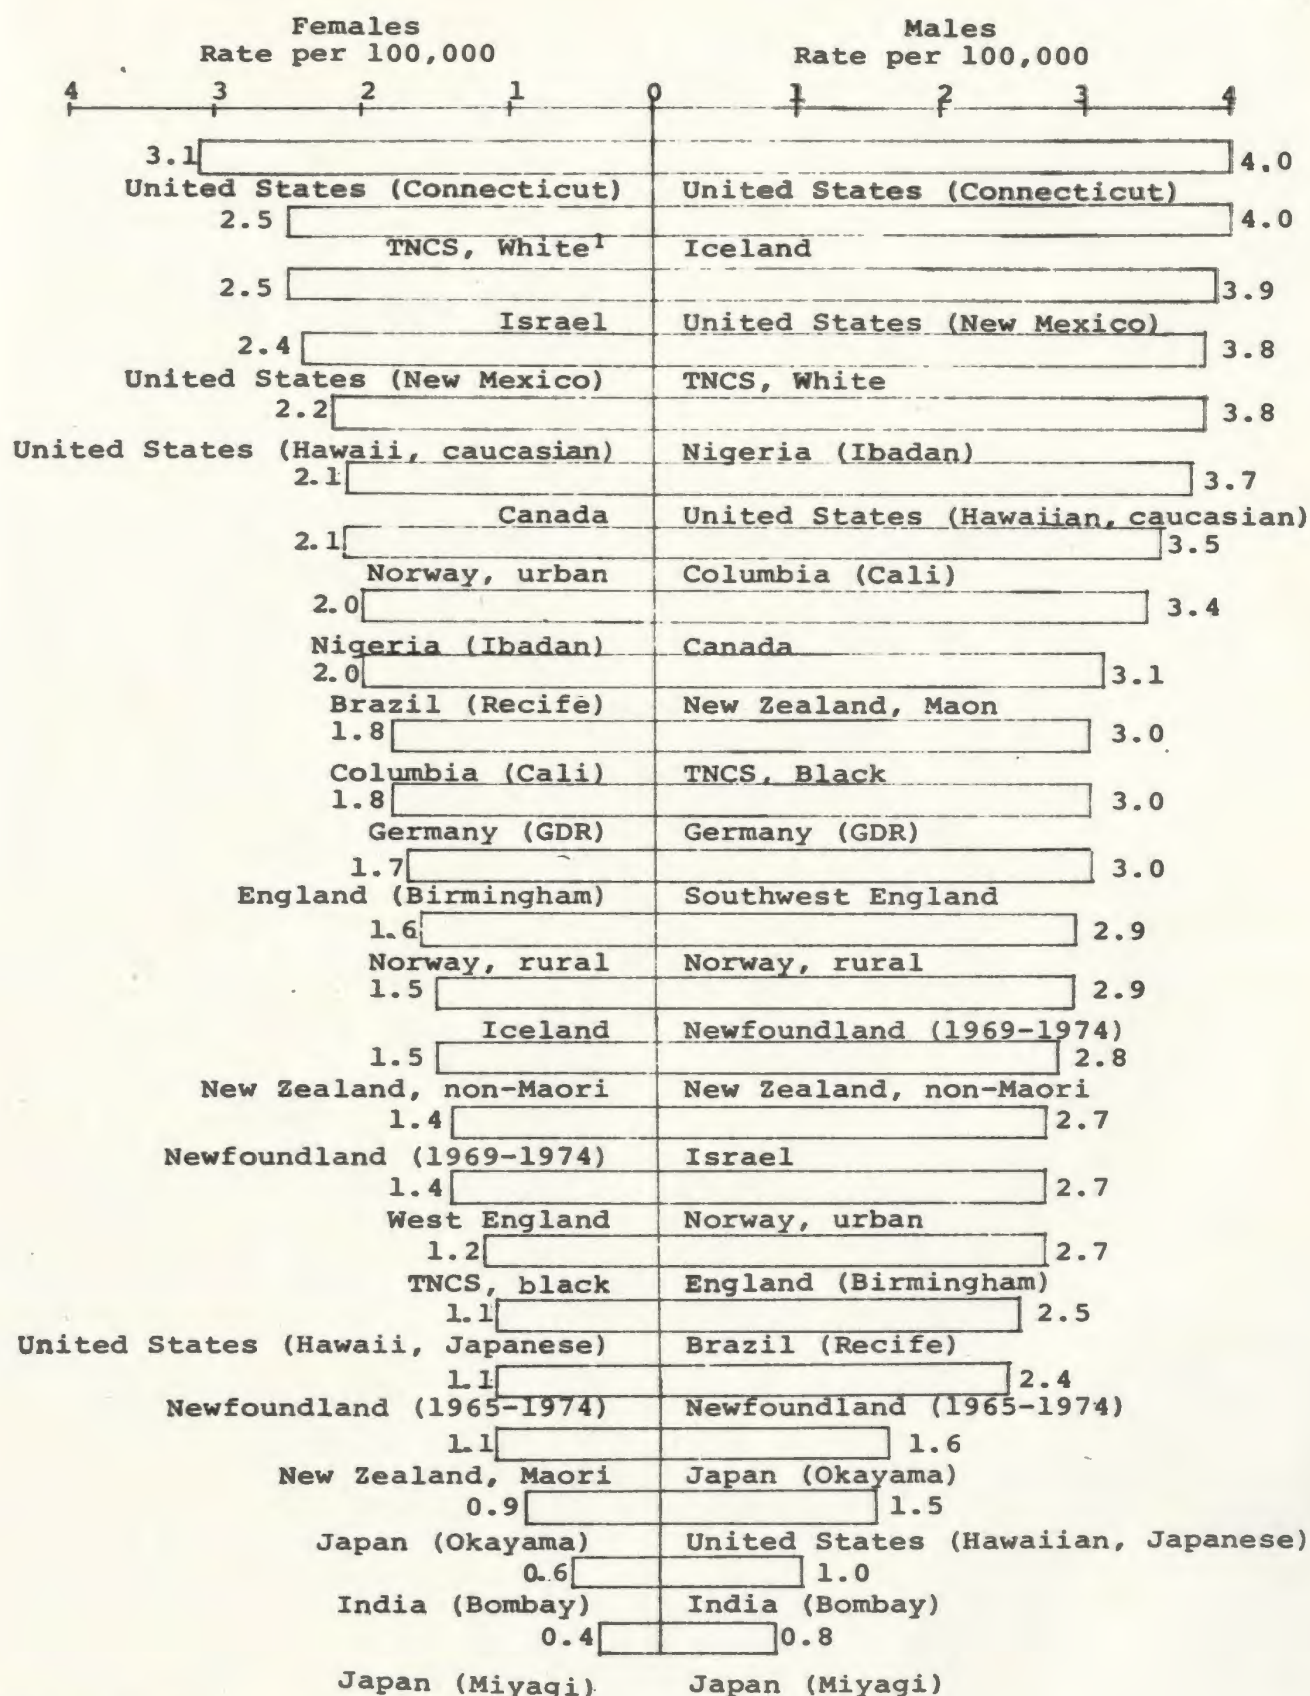 Females Males
Rate per 100,000 Rate per 100,000
4 3 2 1 0 1 2 3 4
3.1 4.0
United States (Connecticut) United States (Connecticut)
2.5 4.0
TNCS, White¹ Iceland
2.5 3.9
Israel United States (New Mexico)
2.4 3.8
United States (New Mexico) TNCS, White
2.2 3.8
United States (Hawaii, caucasian) Nigeria (Ibadan)
2.1 3.7
Canada United States (Hawaiian, caucasian)
2.1 3.5
Norway, urban Columbia (Cali)
2.0 3.4
Nigeria (Ibadan) Canada
2.0 3.1
Brazil (Recife) New Zealand, Maon
1.8 3.0
Columbia (Cali) TNCS, Black
1.8 3.0
Germany (GDR) Germany (GDR)
1.7 3.0
England (Birmingham) Southwest England
1.6 2.9
Norway, rural Norway, rural
1.5 2.9
Iceland Newfoundland (1969-1974)
1.5 2.8
New Zealand, non-Maori New Zealand, non-Maori
1.4 2.7
Newfoundland (1969-1974) Israel
1.4 2.7
West England Norway, urban
1.2 2.7
TNCS, black England (Birmingham)
1.1 2.5
United States (Hawaii, Japanese) Brazil (Recife)
1.1 2.4
Newfoundland (1965-1974) Newfoundland (1965-1974)
1.1 1.6
New Zealand, Maori Japan (Okayama)
0.9 1.5
Japan (Okayama) United States (Hawaiian, Japanese)
0.6 1.0
India (Bombay) India (Bombay)
0.4 0.8
Japan (Miyagi) Japan (Miyagi)